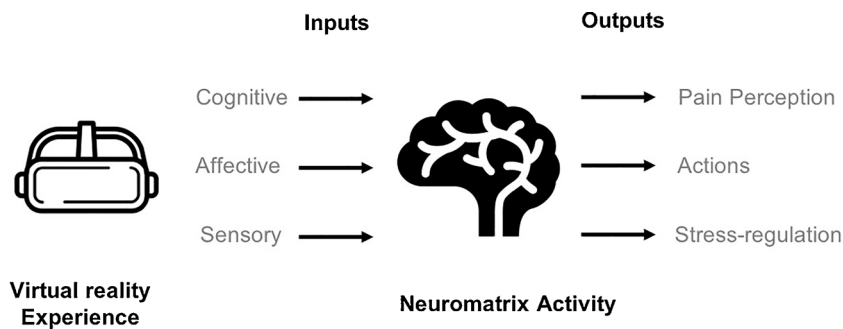 Inputs
Outputs
Cognitive
Pain Perception
Affective
Actions
Sensory
Stress-regulation
Virtual reality
Experience
Neuromatrix Activity